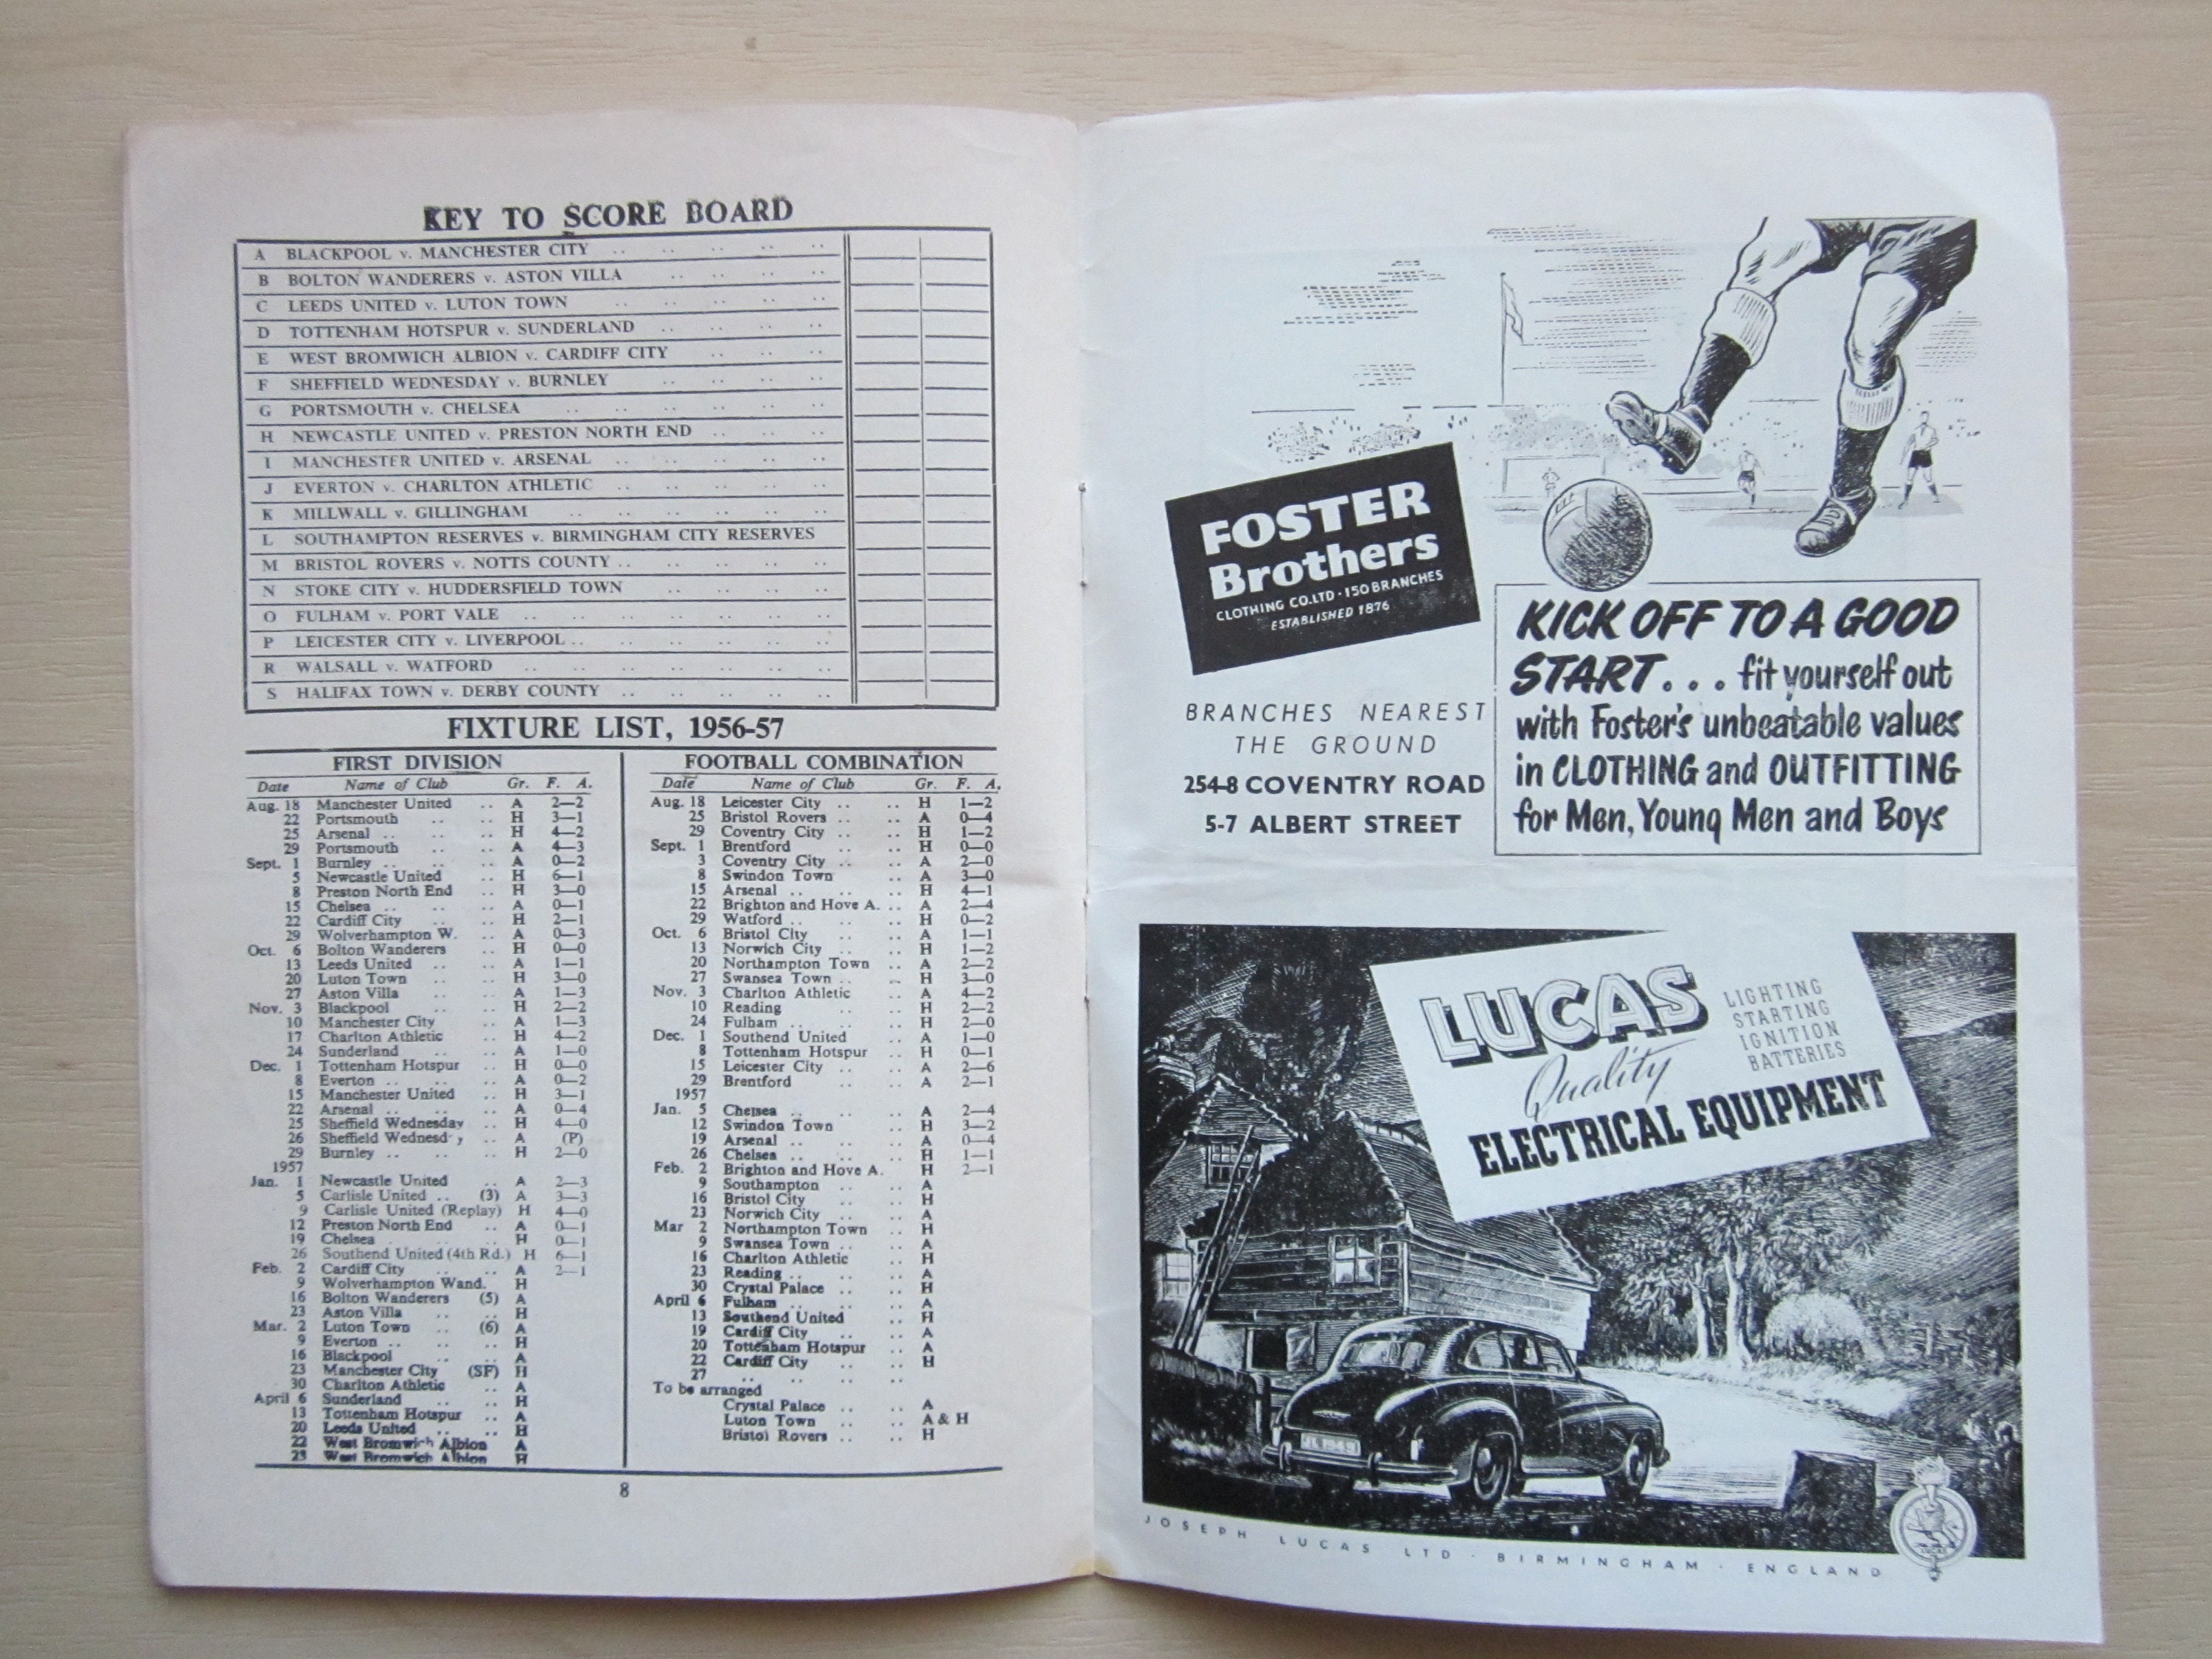 KEY TO SCORE BOARD
A BLACKPOOL v. MANCHESTER CITY .. .. .. .. ..
B BOLTON WANDERERS v. ASTON VILLA .. .. .. ..
C LEEDS UNITED v. LUTON TOWN .. .. .. .. ..
D TOTTENHAM HOTSPUR v. SUNDERLAND .. .. .. ..
E WEST BROMWICH ALBION v. CARDIFF CITY .. .. ..
F SHEFFIELD WEDNESDAY v. BURNLEY .. .. .. ..
G PORTSMOUTH v. CHELSEA .. .. .. .. .. ..
H NEWCASTLE UNITED v. PRESTON NORTH END .. .. ..
I MANCHESTER UNITED v. ARSENAL .. .. .. .. ..
J EVERTON v. CHARLTON ATHLETIC .. .. .. .. ..
K MILLWALL v. GILLINGHAM .. .. .. .. .. ..
L SOUTHAMPTON RESERVES v. BIRMINGHAM CITY RESERVES
M BRISTOL ROVERS v. NOTTS COUNTY .. .. .. .. ..
N STOKE CITY v. HUDDERSFIELD TOWN .. .. .. ..
O FULHAM v. PORT VALE .. .. .. .. .. .. ..
P LEICESTER CITY v. LIVERPOOL .. .. .. .. .. ..
R WALSALL v. WATFORD .. .. .. .. .. .. ..
S HALIFAX TOWN v. DERBY COUNTY .. .. .. .. ..
FIXTURE LIST, 1956-57
FIRST DIVISION
Date Name of Club Gr. F. A.
Aug. 18 Manchester United .. A 2—2
22 Portsmouth .. .. H 3—1
25 Arsenal .. .. .. H 4—2
29 Portsmouth .. .. A 4—3
Sept. 1 Burnley .. .. .. A 0—2
5 Newcastle United .. H 6—1
8 Preston North End .. H 3—0
15 Chelsea .. .. .. A 0—1
22 Cardiff City .. .. H 2—1
29 Wolverhampton W. .. A 0—3
Oct. 6 Bolton Wanderers .. H 0—0
13 Leeds United .. .. A 1—1
20 Luton Town .. .. H 3—0
27 Aston Villa .. .. A 1—3
Nov. 3 Blackpool .. .. H 2—2
10 Manchester City .. A 1—3
17 Charlton Athletic .. H 4—2
24 Sunderland .. .. A 1—0
Dec. 1 Tottenham Hotspur .. H 0—0
8 Everton .. .. .. A 0—2
15 Manchester United .. H 3—1
22 Arsenal .. .. .. A 0—4
25 Sheffield Wednesday .. H 4—0
26 Sheffield Wednesd y .. A (P)
29 Burnley .. .. .. H 2—0
1957
Jan. 1 Newcastle United .. A 2—3
5 Carlisle United .. (3) A 3—3
9 Carlisle United (Replay) H 4—0
12 Preston North End .. A 0—1
19 Chelsea .. .. .. H 0—1
26 Southend United (4th Rd.) H 6—1
Feb. 2 Cardiff City .. .. A 2—1
9 Wolverhampton Wand. H
16 Bolton Wanderers (5) A
23 Aston Villa .. .. H
Mar. 2 Luton Town .. (6) A
9 Everton .. .. .. H
16 Blackpool .. .. A
23 Manchester City (SF) H
30 Charlton Athletic .. A
April 6 Sunderland .. .. H
13 Tottenham Hotspur .. A
20 Leeds United .. .. H
22 West Bromwich Albion A
23 West Bromwich Albion H
FOOTBALL COMBINATION
Date Name of Club Gr. F. A.
Aug. 18 Leicester City .. .. H 1—2
25 Bristol Rovers .. .. A 0—4
29 Coventry City .. .. H 1—2
Sept. 1 Brentford .. .. H 0—0
3 Coventry City .. .. A 2—0
8 Swindon Town .. A 3—0
15 Arsenal .. .. .. H 4—1
22 Brighton and Hove A. .. A 2—4
29 Watford .. .. .. H 0—2
Oct. 6 Bristol City .. .. A 1—1
13 Norwich City .. .. H 1—2
20 Northampton Town .. A 2—2
27 Swansea Town .. .. H 3—0
Nov. 3 Charlton Athletic .. A 4—2
10 Reading .. .. .. H 2—2
24 Fulham .. .. .. H 2—0
Dec. 1 Southend United .. A 1—0
8 Tottenham Hotspur .. H 0—1
15 Leicester City .. .. A 2—6
29 Brentford .. .. A 2—1
1957
Jan. 5 Chelsea .. .. .. A 2—4
12 Swindon Town .. H 3—2
19 Arsenal .. .. .. A 0—4
26 Chelsea .. .. .. H 1—1
Feb. 2 Brighton and Hove A. H 2—1
9 Southampton .. .. A
16 Bristol City .. .. H
23 Norwich City .. .. A
Mar 2 Northampton Town .. H
9 Swansea Town .. .. A
16 Charlton Athletic .. H
23 Reading .. .. .. A
30 Crystal Palace .. .. H
April 6 Fulham .. .. .. A
13 Southend United .. H
19 Cardiff City .. .. A
20 Tottenham Hotspur .. A
22 Cardiff City .. .. H
27 .. .. .. ..
To be arranged
Crystal Palace .. .. A
Luton Town .. .. A & H
Bristol Rovers .. .. H
8
FOSTER
Brothers
CLOTHING CO.LTD · 150 BRANCHES
ESTABLISHED 1876
BRANCHES NEAREST
THE GROUND
254-8 COVENTRY ROAD
5-7 ALBERT STREET
KICK OFF TO A GOOD
START... fit yourself out
with Foster's unbeatable values
in CLOTHING and OUTFITTING
for Men, Young Men and Boys
LUCAS
LIGHTING
STARTING
IGNITION
BATTERIES
Quality
ELECTRICAL EQUIPMENT
LUCAS
JOSEPH LUCAS LTD · BIRMINGHAM · ENGLAND